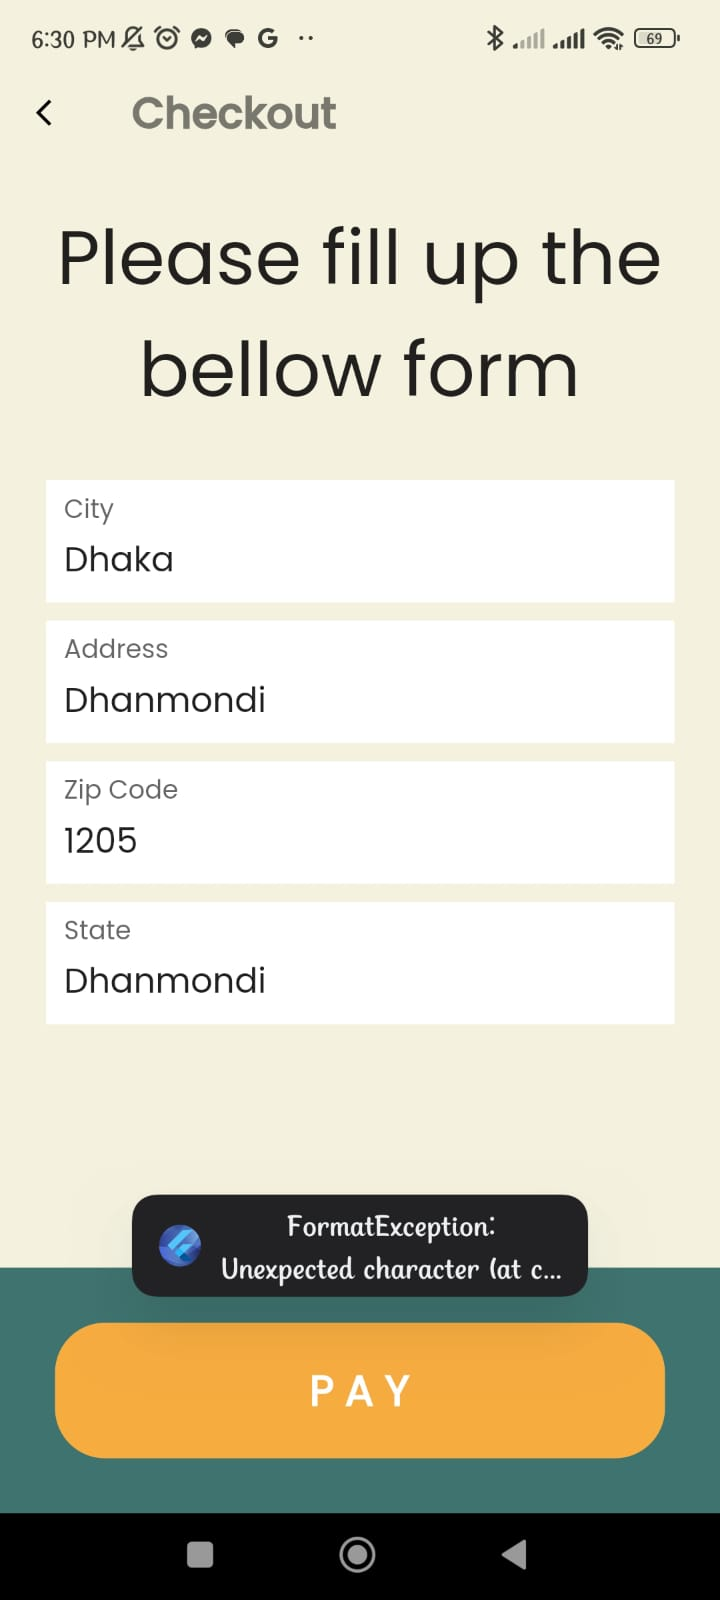 6:30 PM
69
Checkout
Please fill up the
bellow form
City
Dhaka
Address
Dhanmondi
Zip Code
1205
State
Dhanmondi
FormatException:
Unexpected character (at c...
PAY